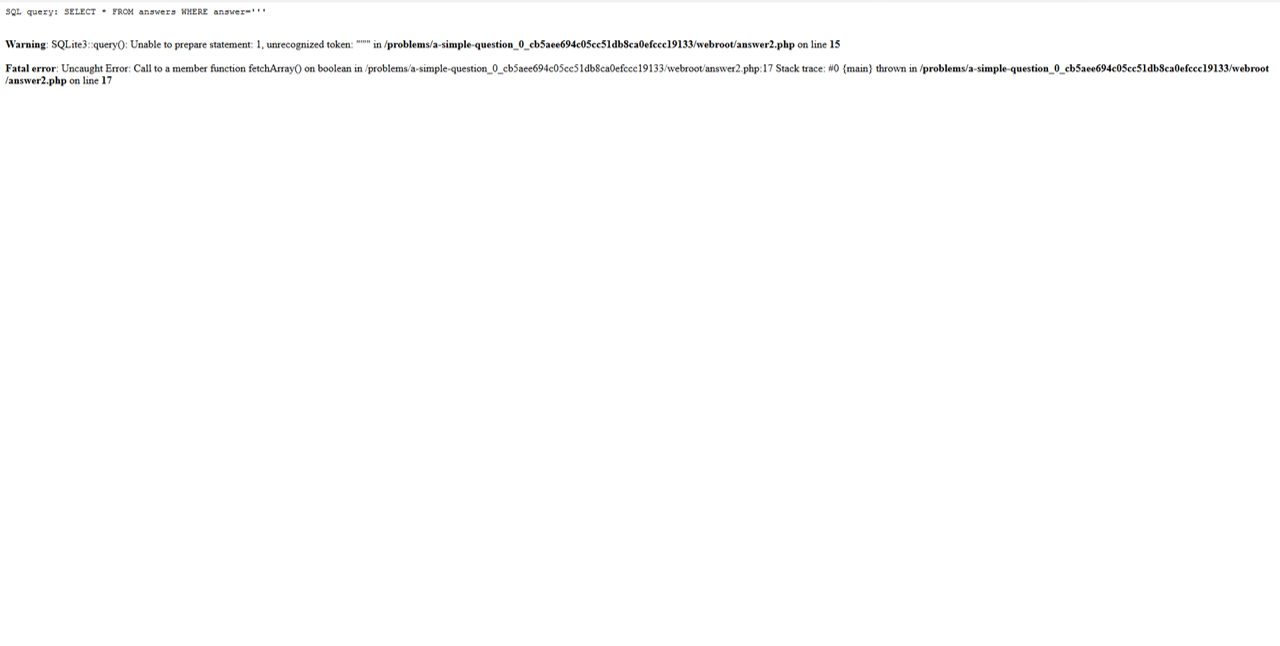 SQL query: SELECT * FROM answers WHERE answer='''
Warning: SQLite3::query(): Unable to prepare statement: 1, unrecognized token: "'''" in /problems/a-simple-question_0_cb5aee694c05cc51db8ca0efccc19133/webroot/answer2.php on line 15
Fatal error: Uncaught Error: Call to a member function fetchArray() on boolean in /problems/a-simple-question_0_cb5aee694c05cc51db8ca0efccc19133/webroot/answer2.php:17 Stack trace: #0 {main} thrown in /problems/a-simple-question_0_cb5aee694c05cc51db8ca0efccc19133/webroot
/answer2.php on line 17